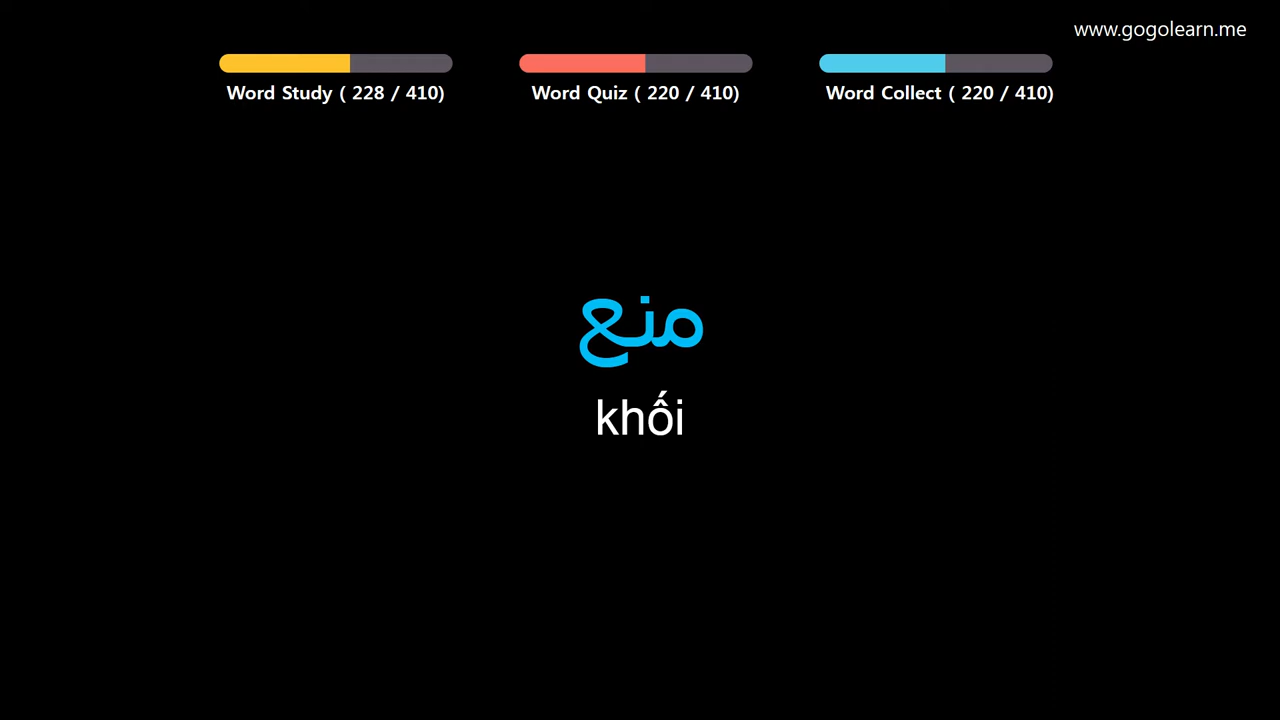 www.gogolearn.me
Word Study ( 228 / 410)
Word Quiz ( 220 / 410)
Word Collect ( 220 / 410)
منع
khối